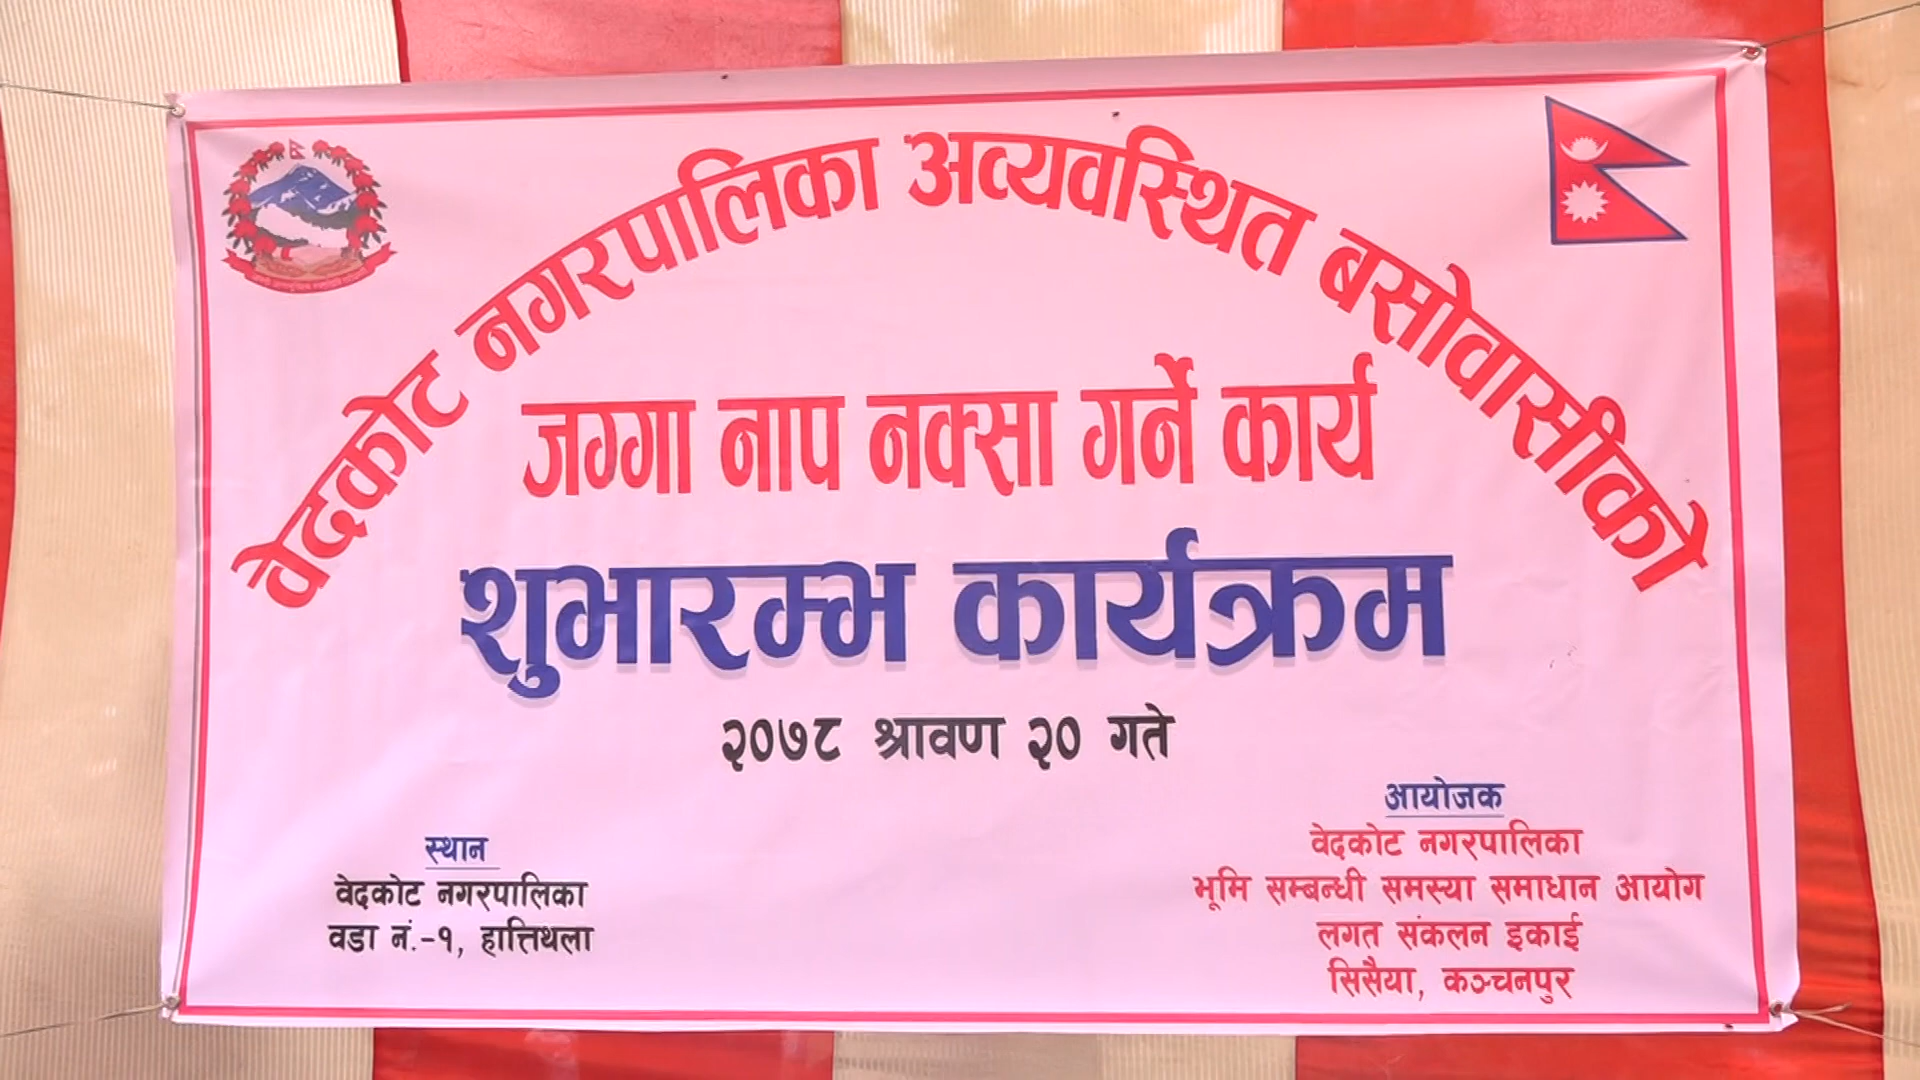 वेदकोट नगरपालिका अव्यवस्थित बसोवासीको
जग्गा नाप नक्सा गर्ने कार्य
शुभारम्भ कार्यक्रम
२०७८ श्रावण २० गते
स्थान
वेदकोट नगरपालिका
वडा नं.-१, हात्तिथला
आयोजक
वेदकोट नगरपालिका
भूमि सम्बन्धी समस्या समाधान आयोग
लगत संकलन इकाई
सिसैया, कञ्चनपुर